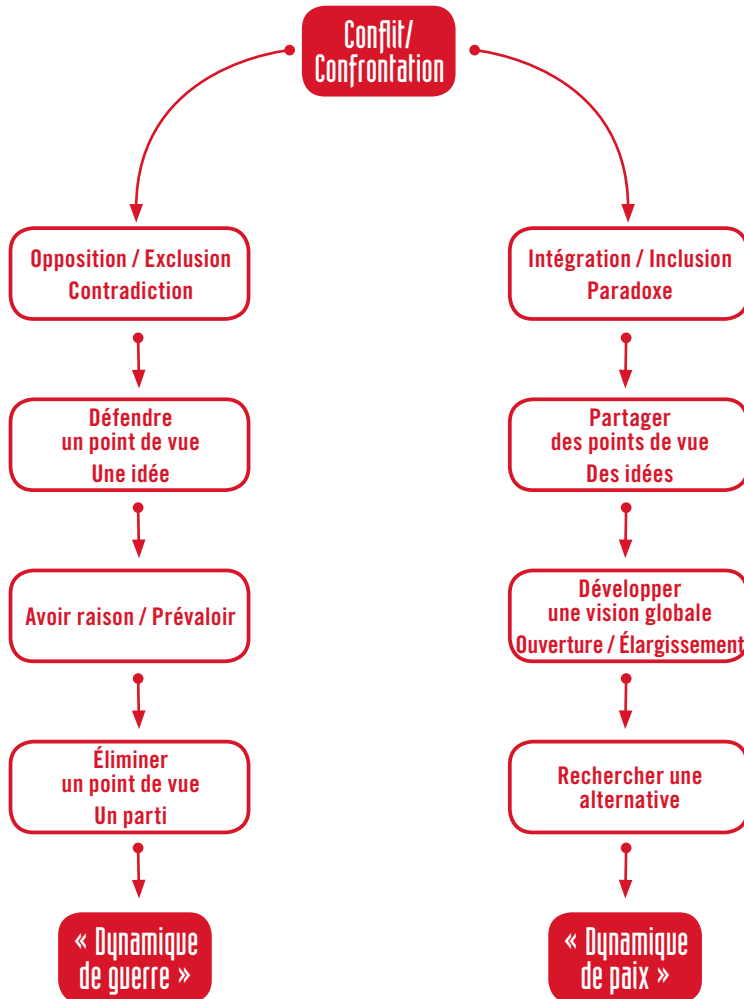 Conflit/
Confrontation
Opposition / Exclusion
Contradiction
Défendre
un point de vue
Une idée
Avoir raison / Prévaloir
Éliminer
un point de vue
Un parti
« Dynamique
de guerre »
Intégration / Inclusion
Paradoxe
Partager
des points de vue
Des idées
Développer
une vision globale
Ouverture / Élargissement
Rechercher une
alternative
« Dynamique
de paix »